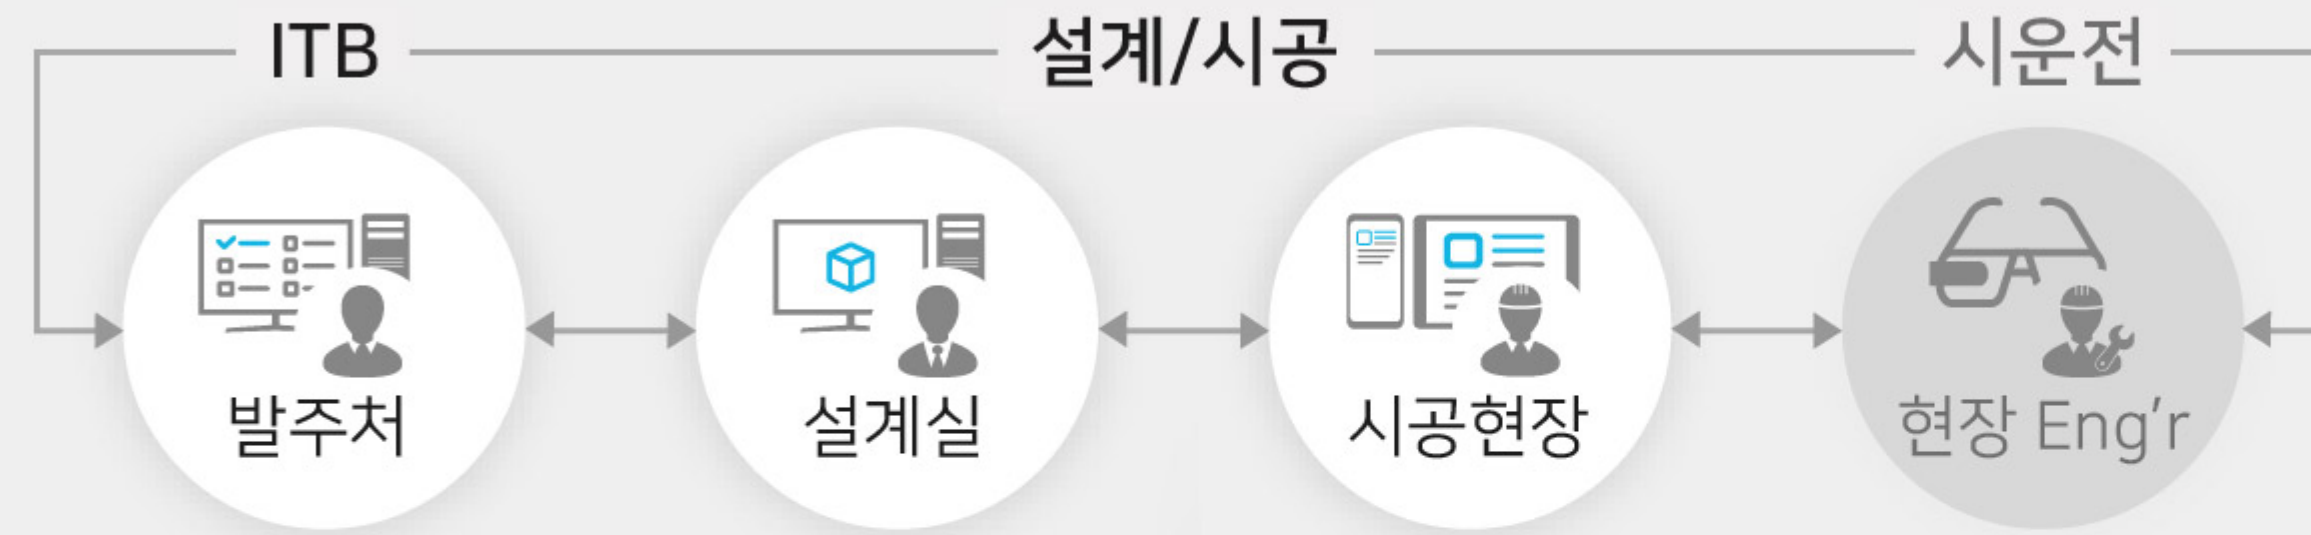 ITB
설계/시공
시운전
발주처
설계실
시공현장
현장 Eng’r